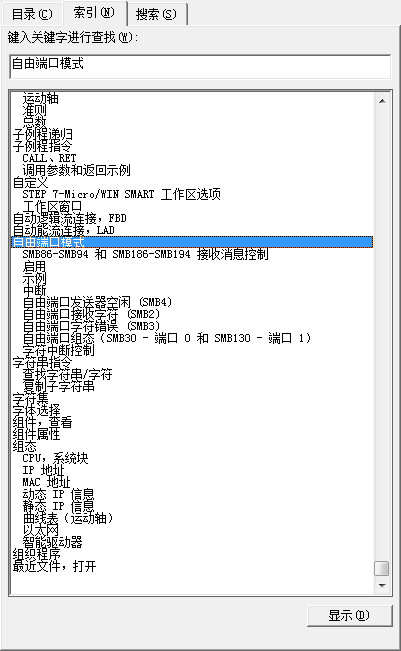 目录(C) 索引(N) 搜索(S)
键入关键字进行查找(W):
自由端口模式
运动轴
准则
总数
子例程递归
子例程指令
CALL、RET
调用参数和返回示例
自定义
STEP 7-Micro/WIN SMART 工作区选项
工作区窗口
自动逻辑流连接，FBD
自动能流连接，LAD
自由端口模式
SMB86-SMB94 和 SMB186-SMB194 接收消息控制
启用
示例
中断
自由端口发送器空闲 (SMB4)
自由端口接收字符 (SMB2)
自由端口字符错误 (SMB3)
自由端口组态 (SMB30 - 端口 0 和 SMB130 - 端口 1)
字符中断控制
字符串指令
查找字符串/字符
复制子字符串
字符集
字体选择
组件，查看
组件属性
组态
CPU，系统块
IP 地址
MAC 地址
动态 IP 信息
静态 IP 信息
曲线表 (运动轴)
以太网
智能驱动器
组织程序
最近文件，打开
显示(D)